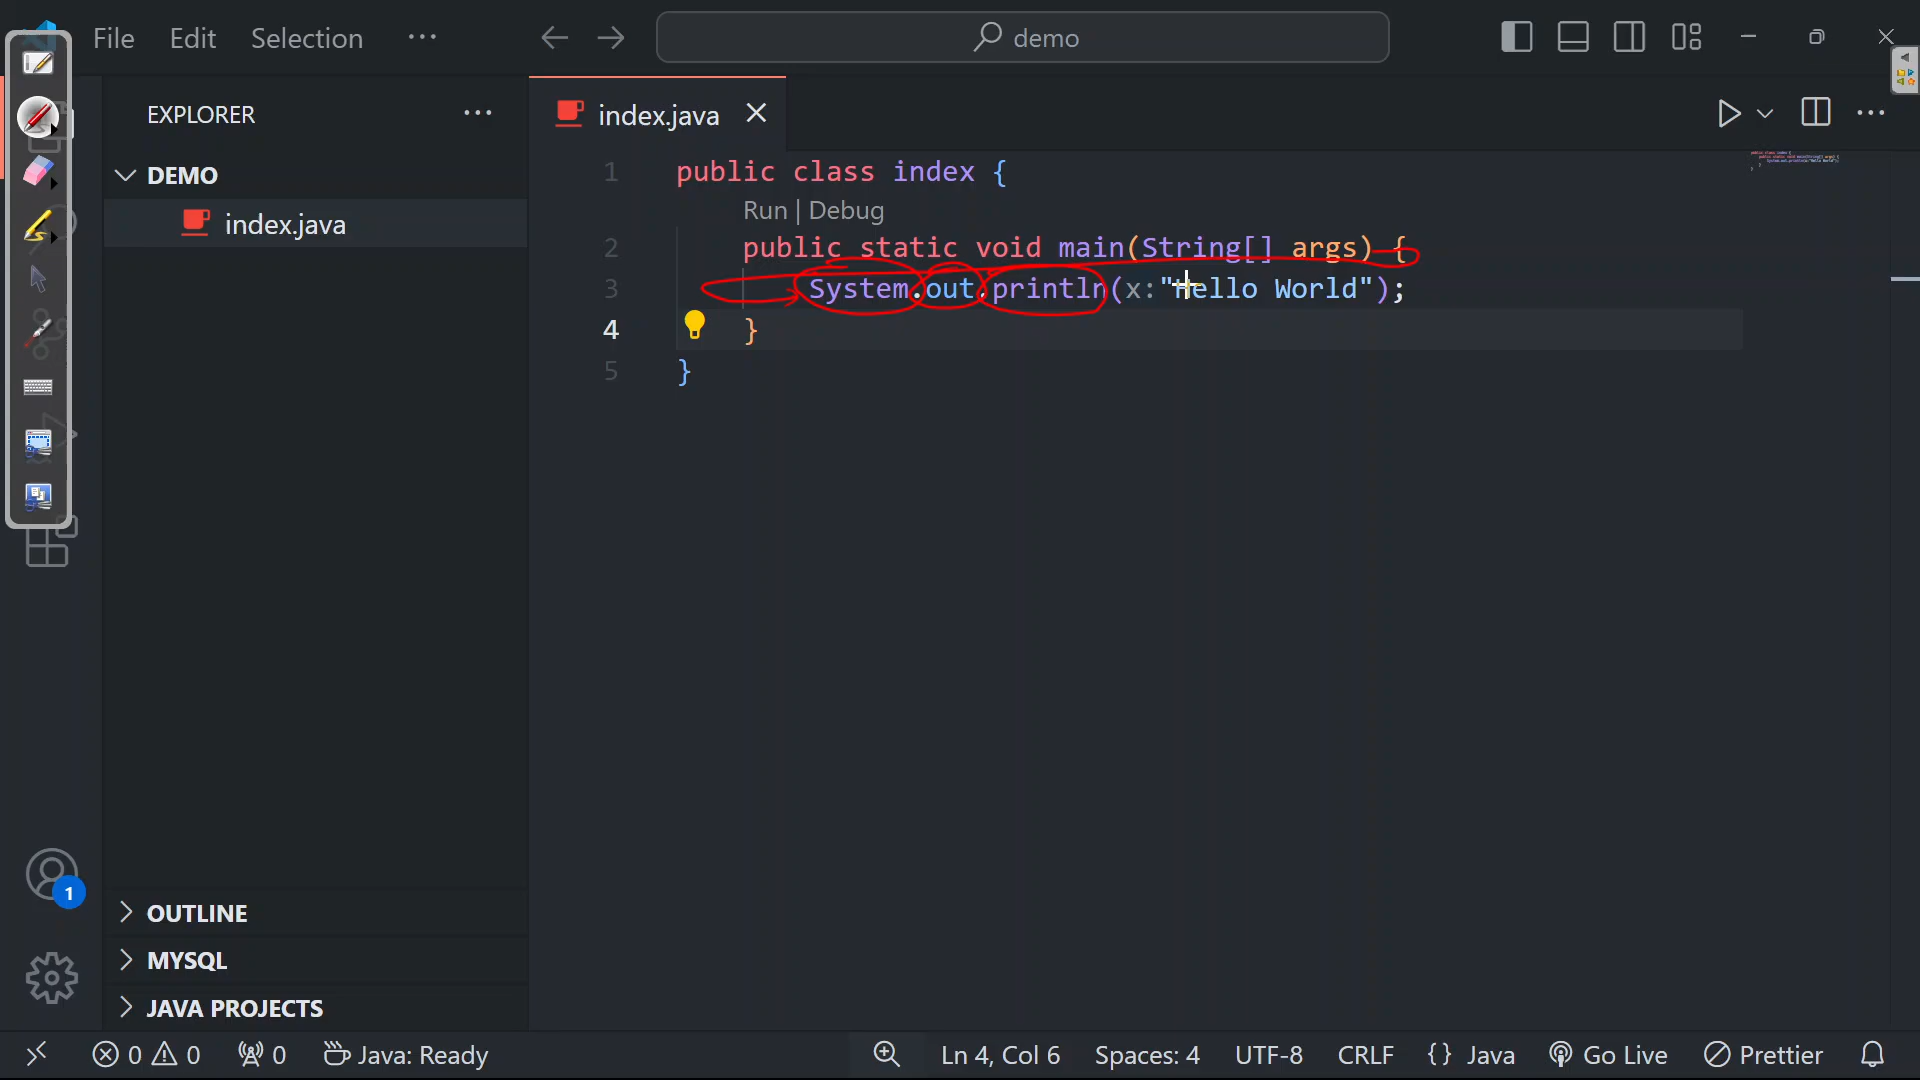 File Edit Selection ··· demo
EXPLORER ···
index.java
DEMO
index.java
1 public class index {
Run | Debug
2 public static void main(String[] args) {
3 System.out.println(x:"Hello World");
4 }
5 }
1
OUTLINE
MYSQL
JAVA PROJECTS
0 0 0 Java: Ready Ln 4, Col 6 Spaces: 4 UTF-8 CRLF {} Java Go Live Prettier